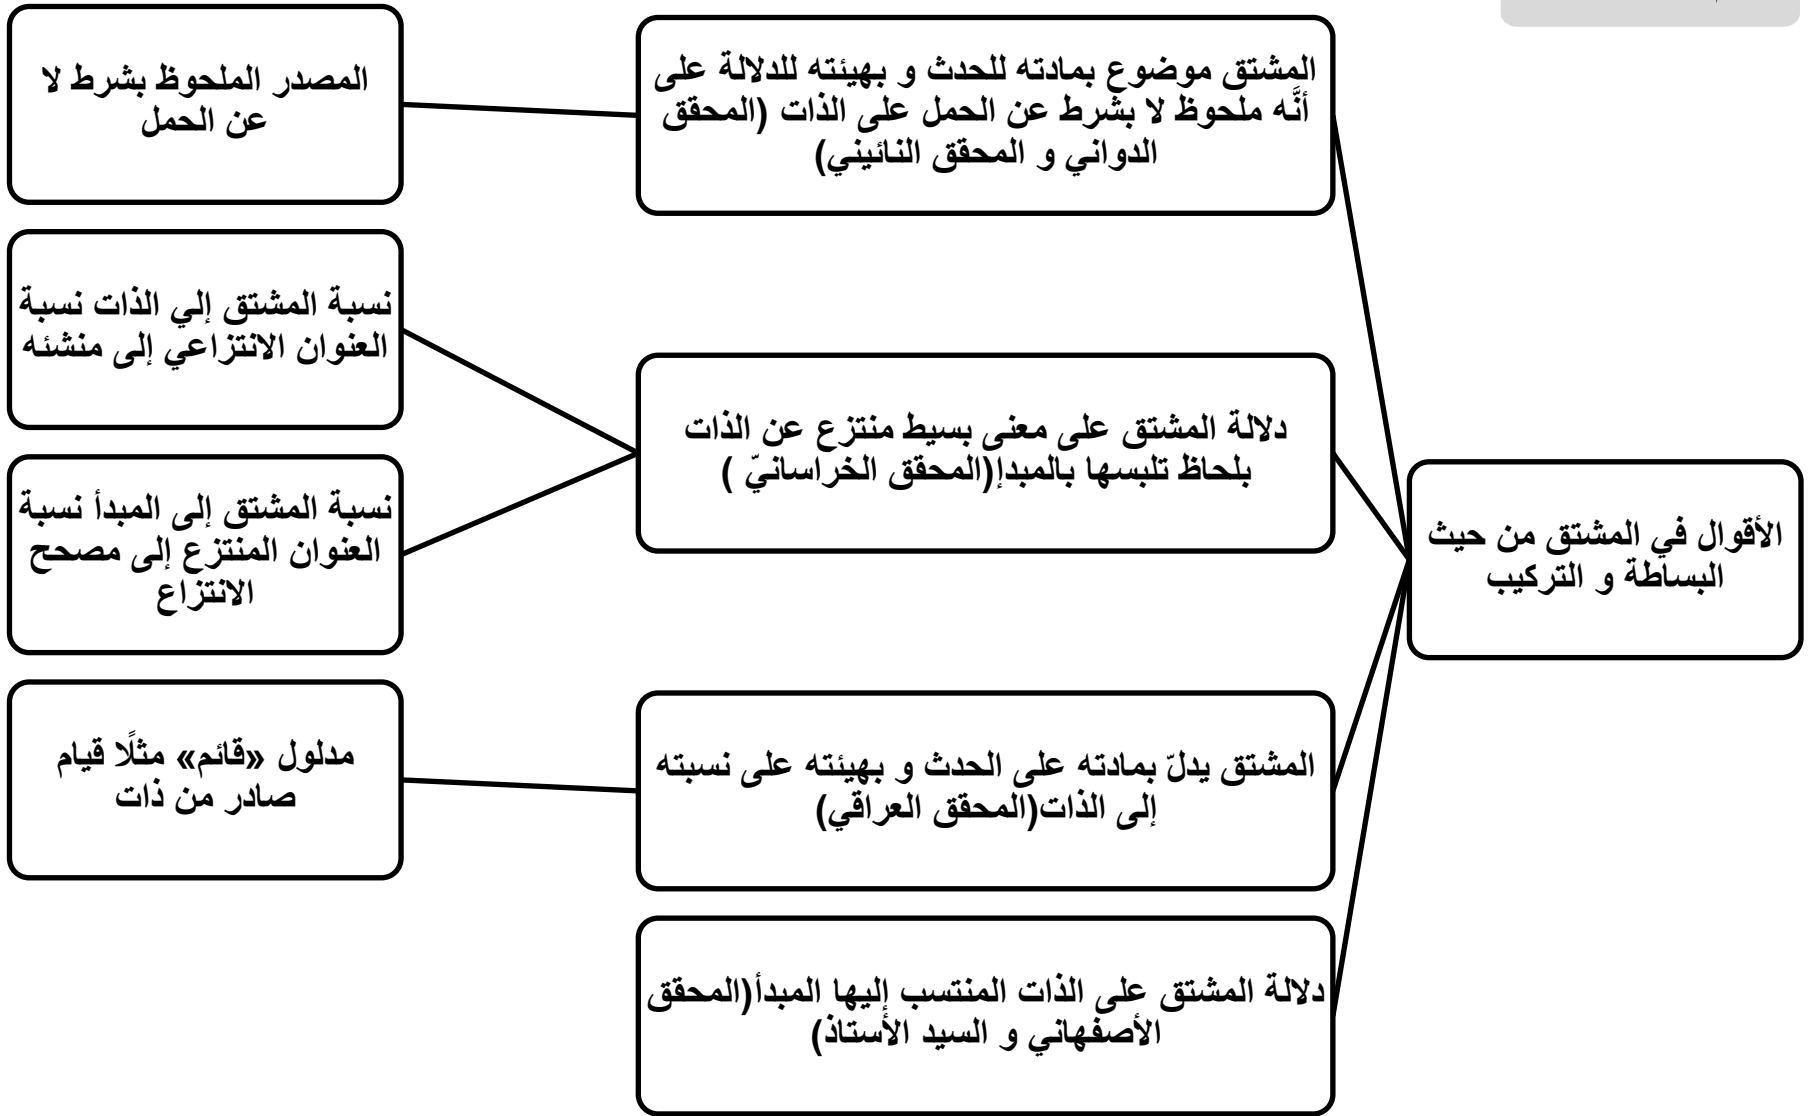 الأقوال في المشتق من حيث
البساطة و التركيب
المشتق موضوع بمادته للحدث و بهيئته للدلالة على
أنَّه ملحوظ لا بشرط عن الحمل على الذات (المحقق
الدواني و المحقق النائيني)
المصدر الملحوظ بشرط لا
عن الحمل
دلالة المشتق على معنى بسيط منتزع عن الذات
بلحاظ تلبسها بالمبدإ(المحقق الخراسانيّ )
نسبة المشتق إلي الذات نسبة
العنوان الانتزاعي إلى منشئه
نسبة المشتق إلى المبدأ نسبة
العنوان المنتزع إلى مصحح
الانتزاع
المشتق يدلّ بمادته على الحدث و بهيئته على نسبته
إلى الذات(المحقق العراقي)
مدلول «قائم» مثلًا قيام
صادر من ذات
دلالة المشتق على الذات المنتسب إليها المبدأ(المحقق
الأصفهاني و السيد الأستاذ)